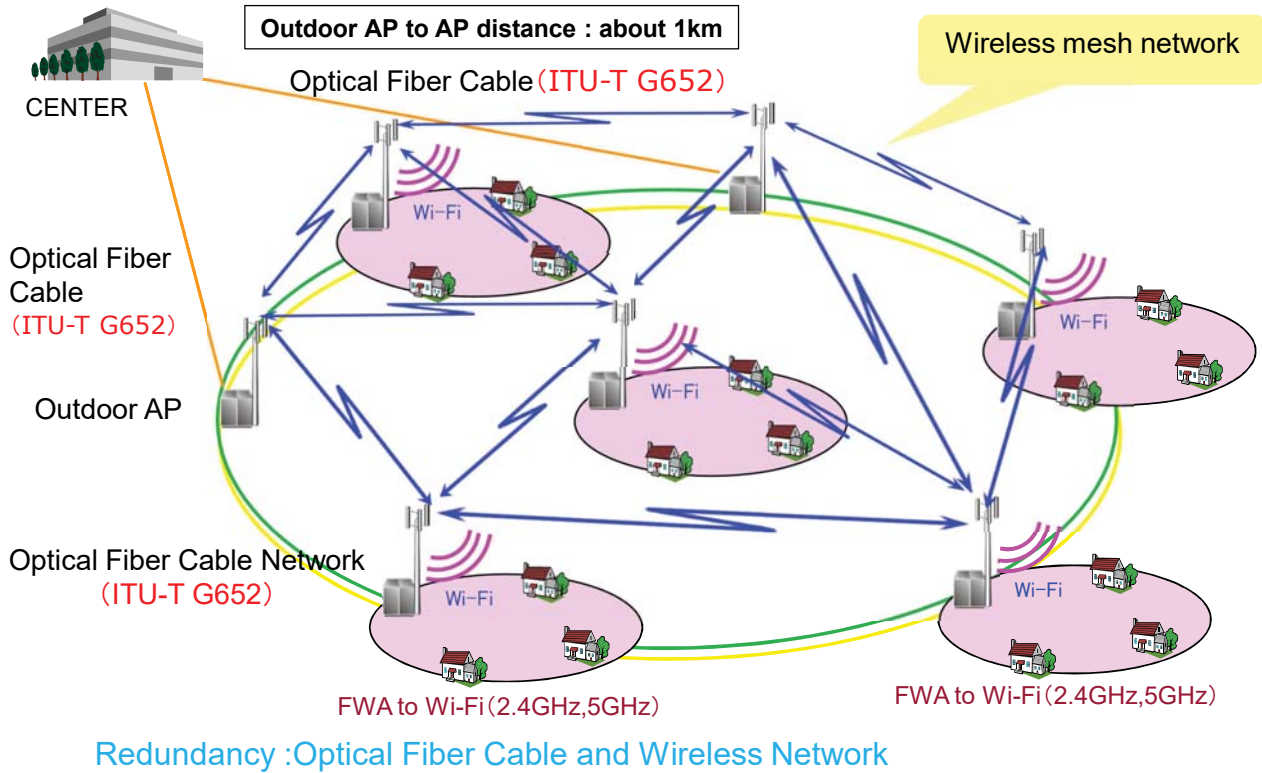 Outdoor AP to AP distance : about 1km
Wireless mesh network
Optical Fiber Cable（ITU-T G652）
CENTER
Wi-Fi
Optical Fiber
Cable
（ITU-T G652）
Wi-Fi
Wi-Fi
Outdoor AP
Optical Fiber Cable Network
（ITU-T G652）
Wi-Fi
Wi-Fi
FWA to Wi-Fi（2.4GHz,5GHz）
FWA to Wi-Fi（2.4GHz,5GHz）
Redundancy :Optical Fiber Cable and Wireless Network